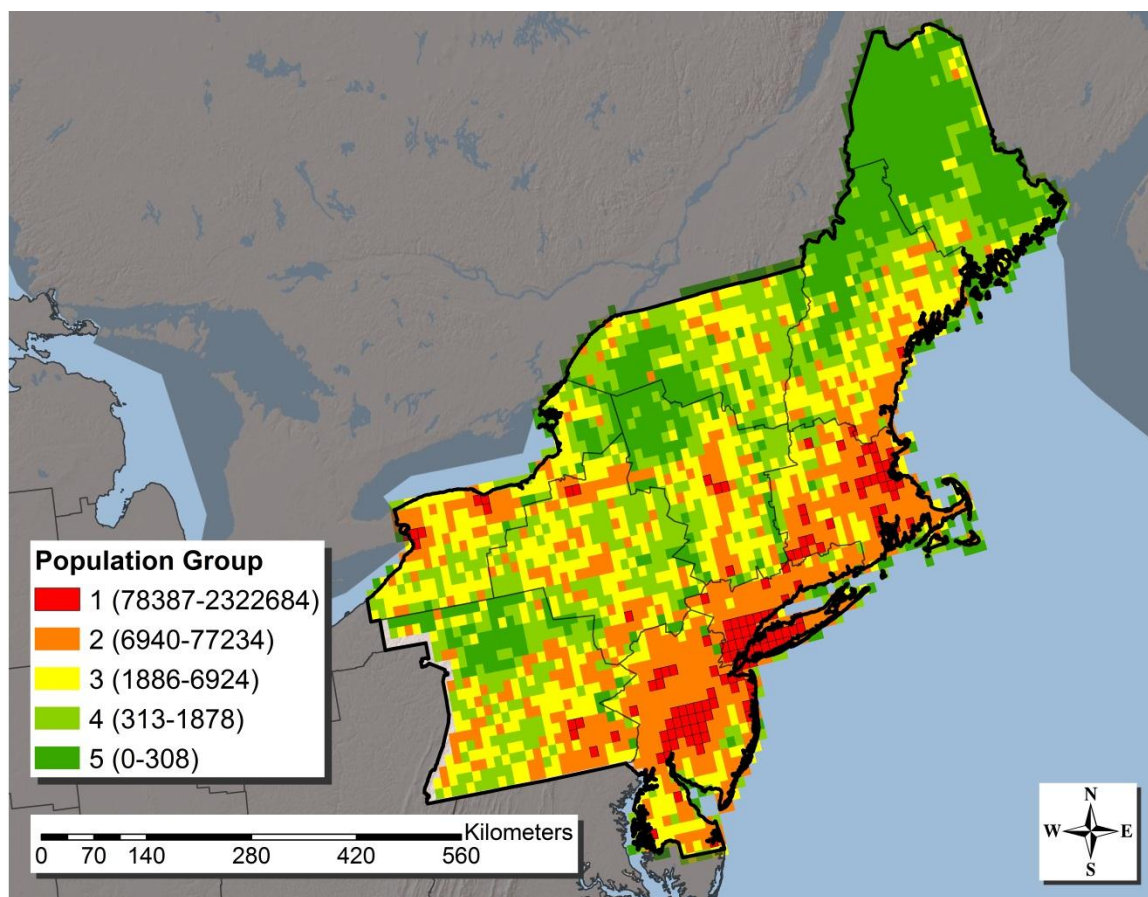 Population Group
1 (78387-2322684)
2 (6940-77234)
3 (1886-6924)
4 (313-1878)
5 (0-308)
Kilometers
0 70 140 280 420 560
N
W E
S